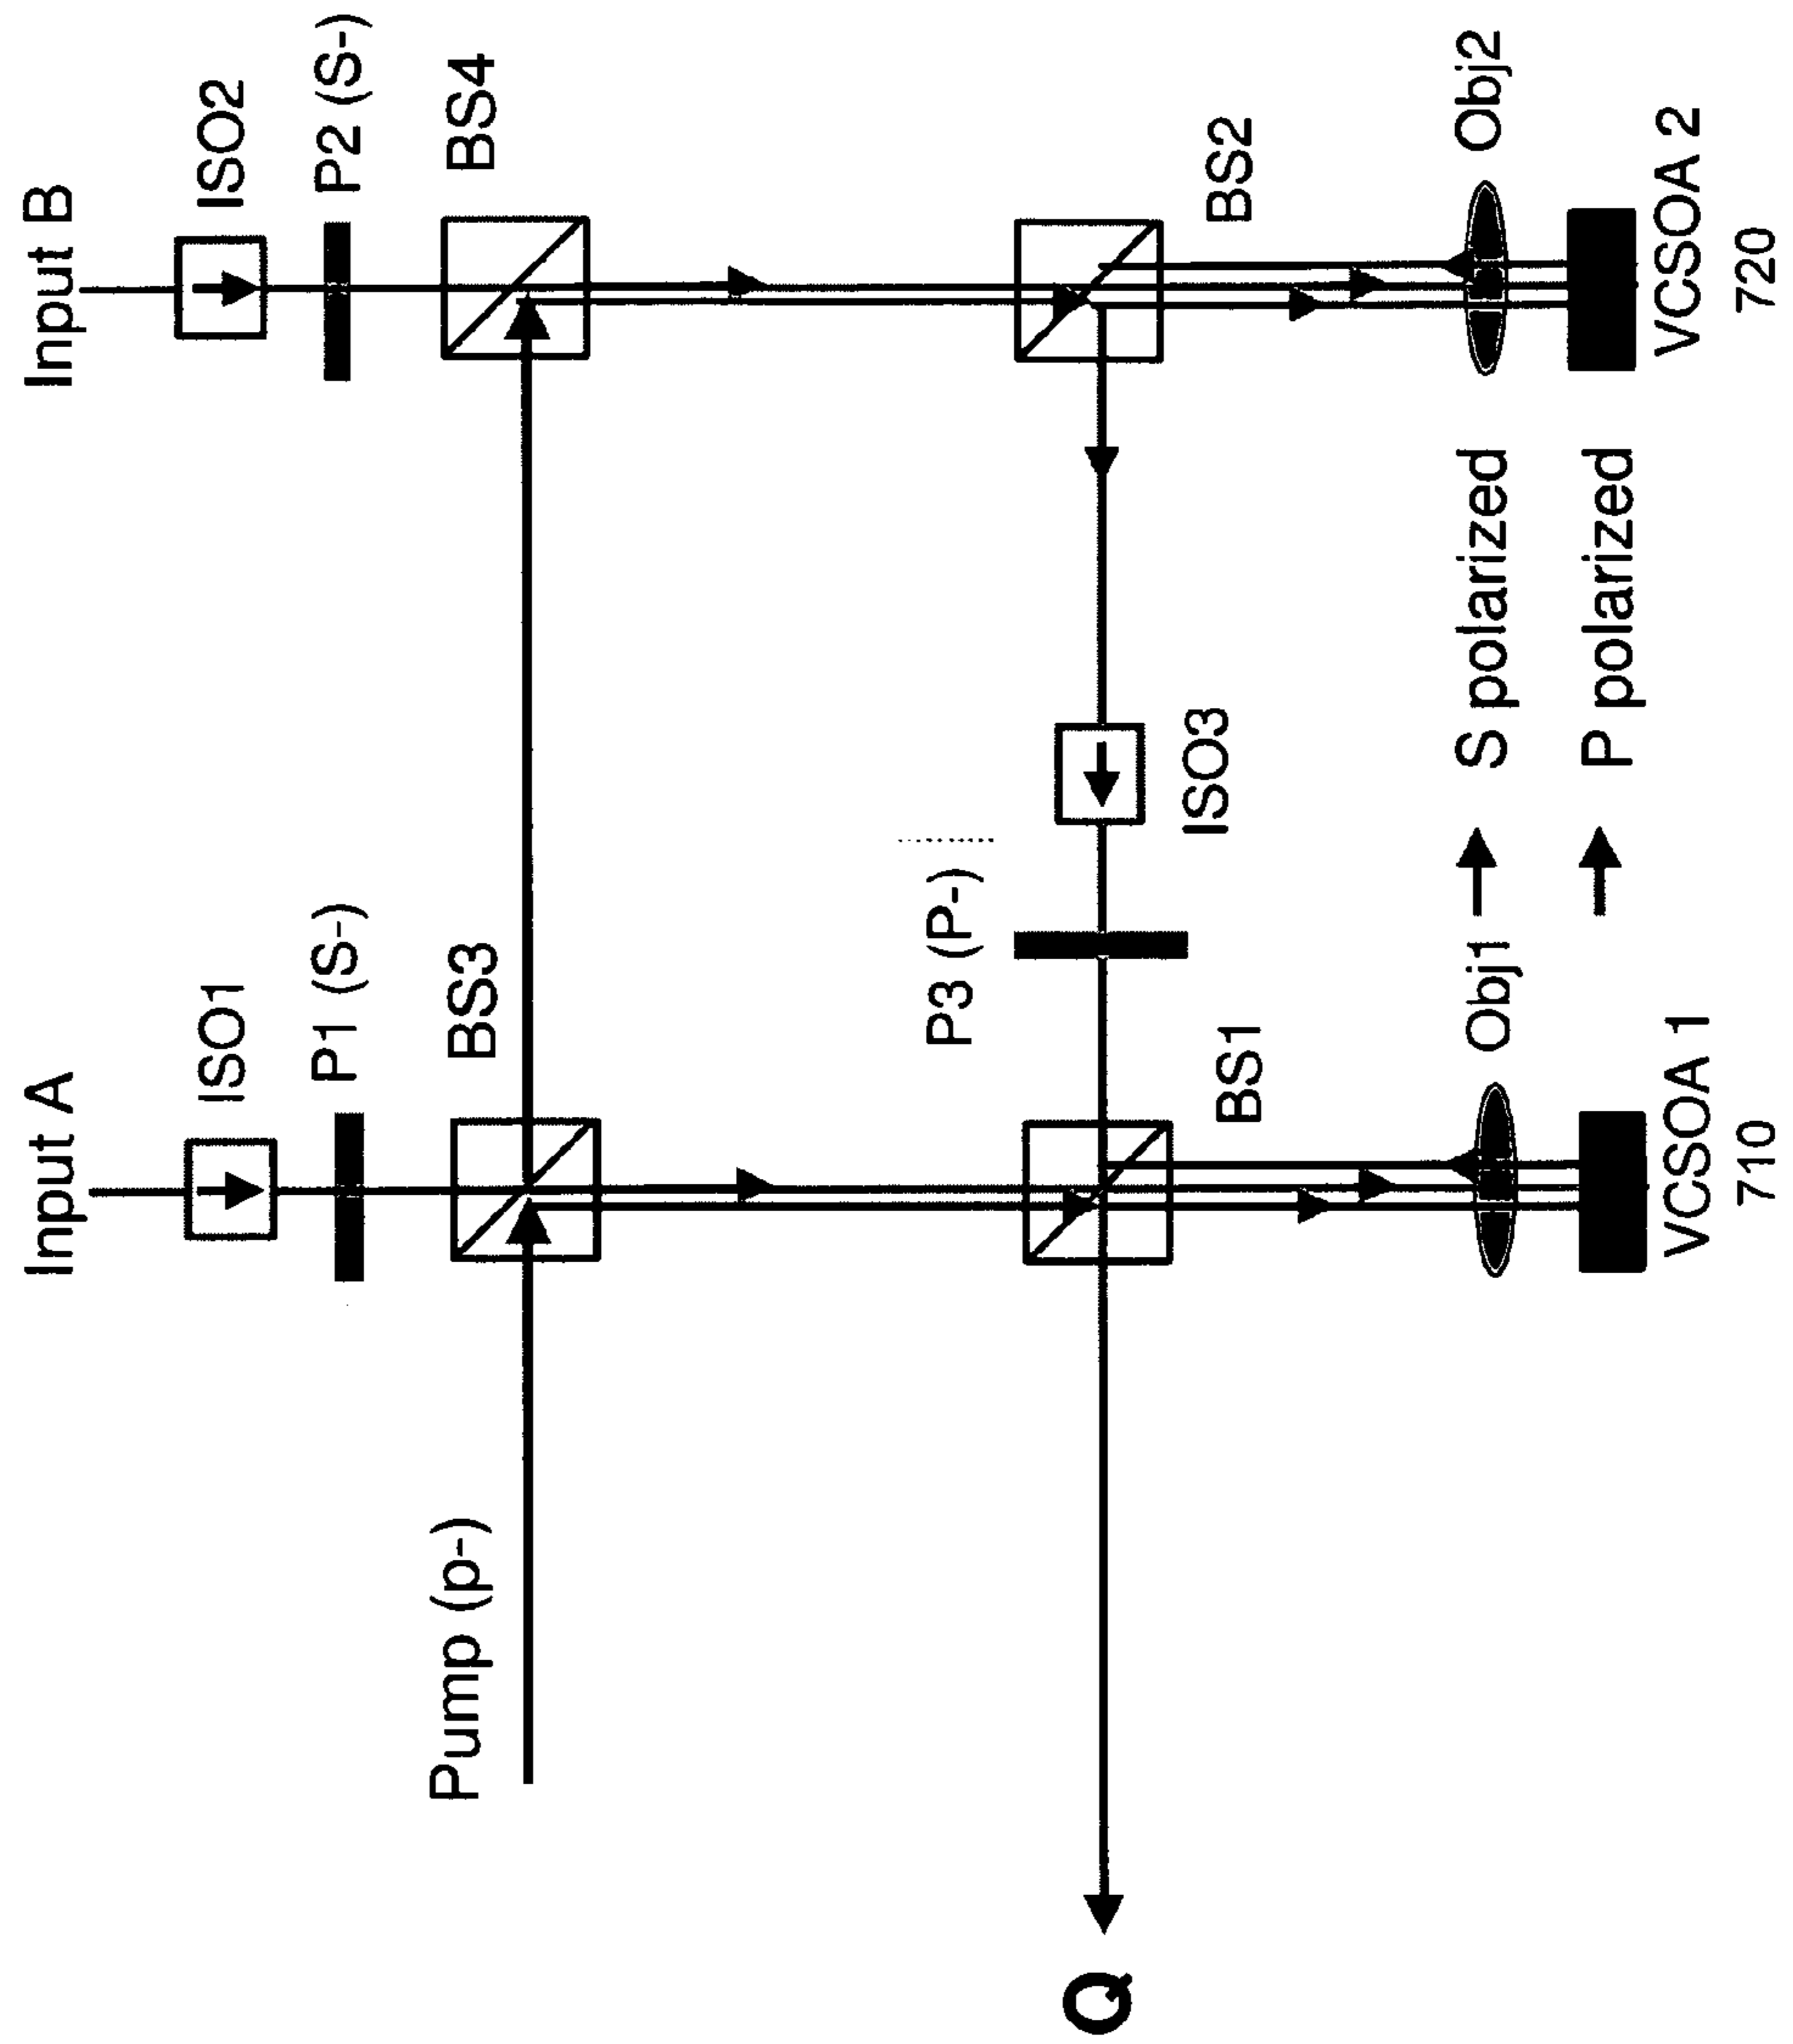 Input A
Input B
ISO1
ISO2
P1 (S-)
P2 (S-)
Pump (p-)
BS3
BS4
P3 (P-)
ISO3
BS1
BS2
Q
Obj1
S polarized
Obj2
P polarized
VCSOA 1
VCSOA 2
710
720